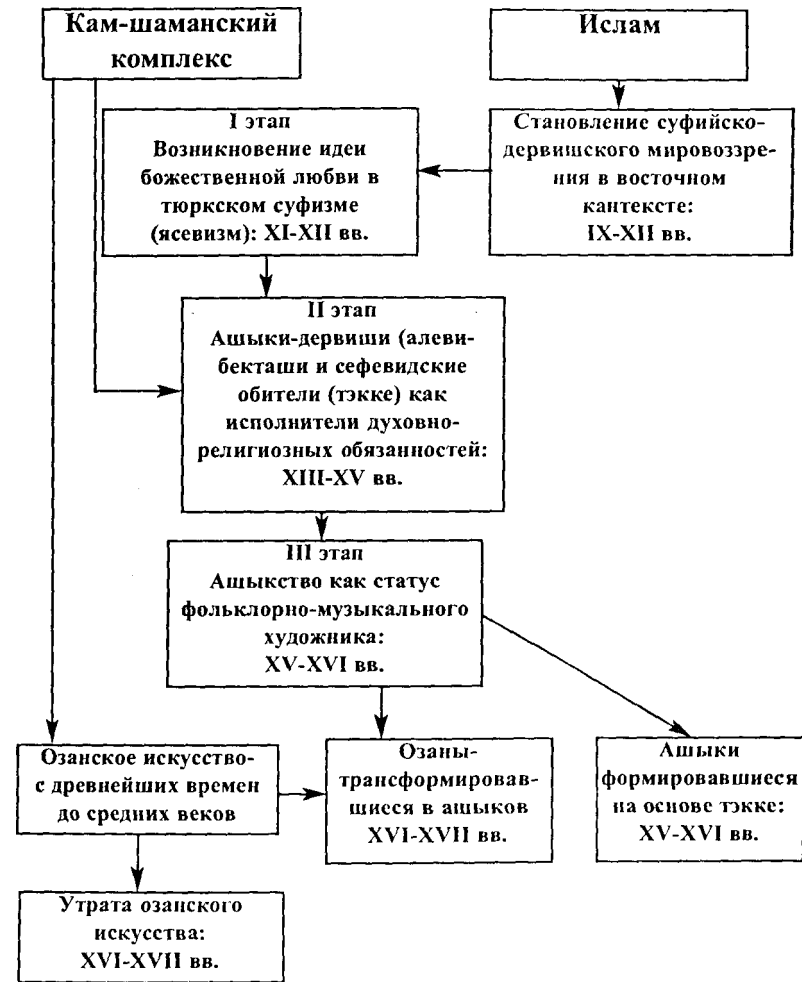 Кам-шаманский
комплекс
Ислам
I этап
Возникновение идеи
божественной любви в
тюркском суфизме
(ясевизм): XI-XII вв.
Становление суфийско-
дервишского мировоззре-
ния в восточном
кантексте:
IX-XII вв.
II этап
Ашыки-дервиши (алеви-
бекташи и сефевидские
обители (тэкке) как
исполнители духовно-
религиозных обязанностей:
XIII-XV вв.
III этап
Ашыкство как статус
фольклорно-музыкального
художника:
XV-XVI вв.
Озанское искусство-
с древнейших времен
до средних веков
Озаны-
трансформировав-
шиеся в ашыков
XVI-XVII вв.
Ашыки
формировавшиеся
на основе тэкке:
XV-XVI вв.
Утрата озанского
искусства:
XVI-XVII вв.